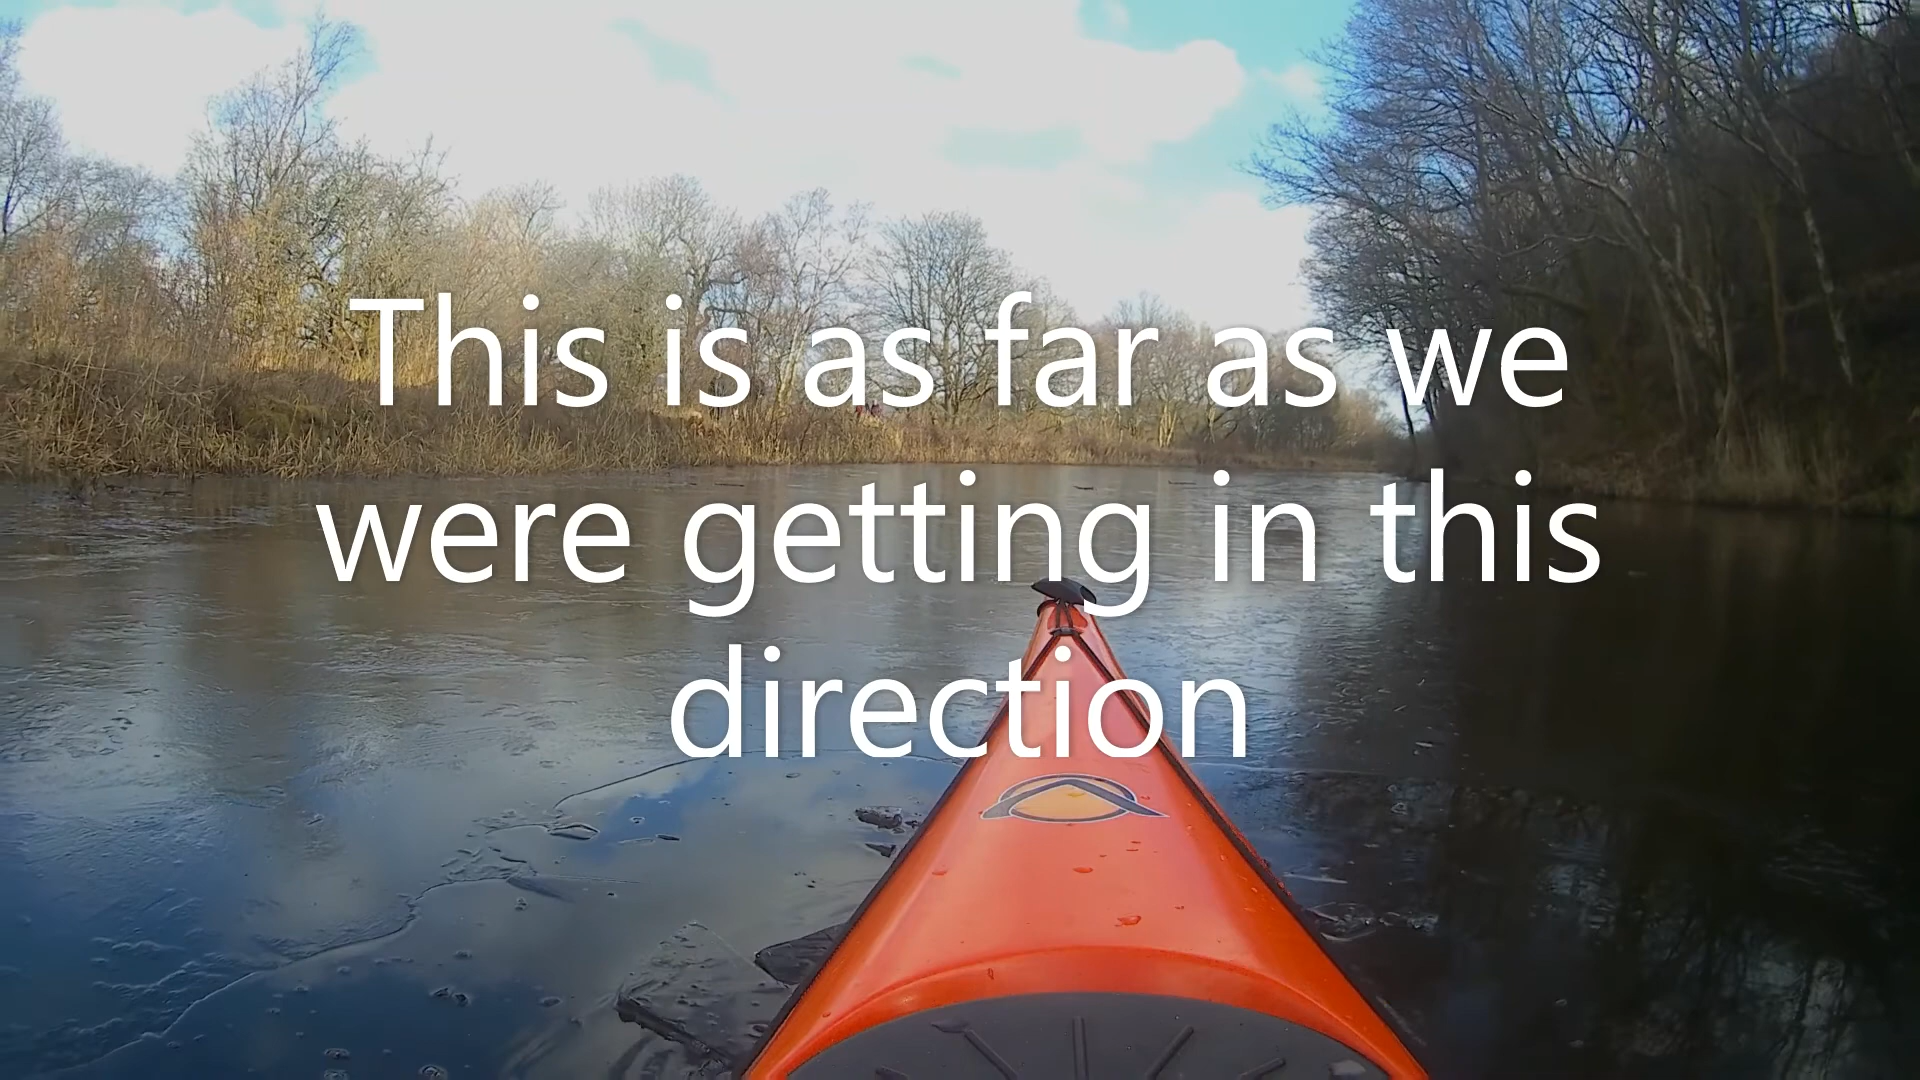 This is as far as we
were getting in this
direction